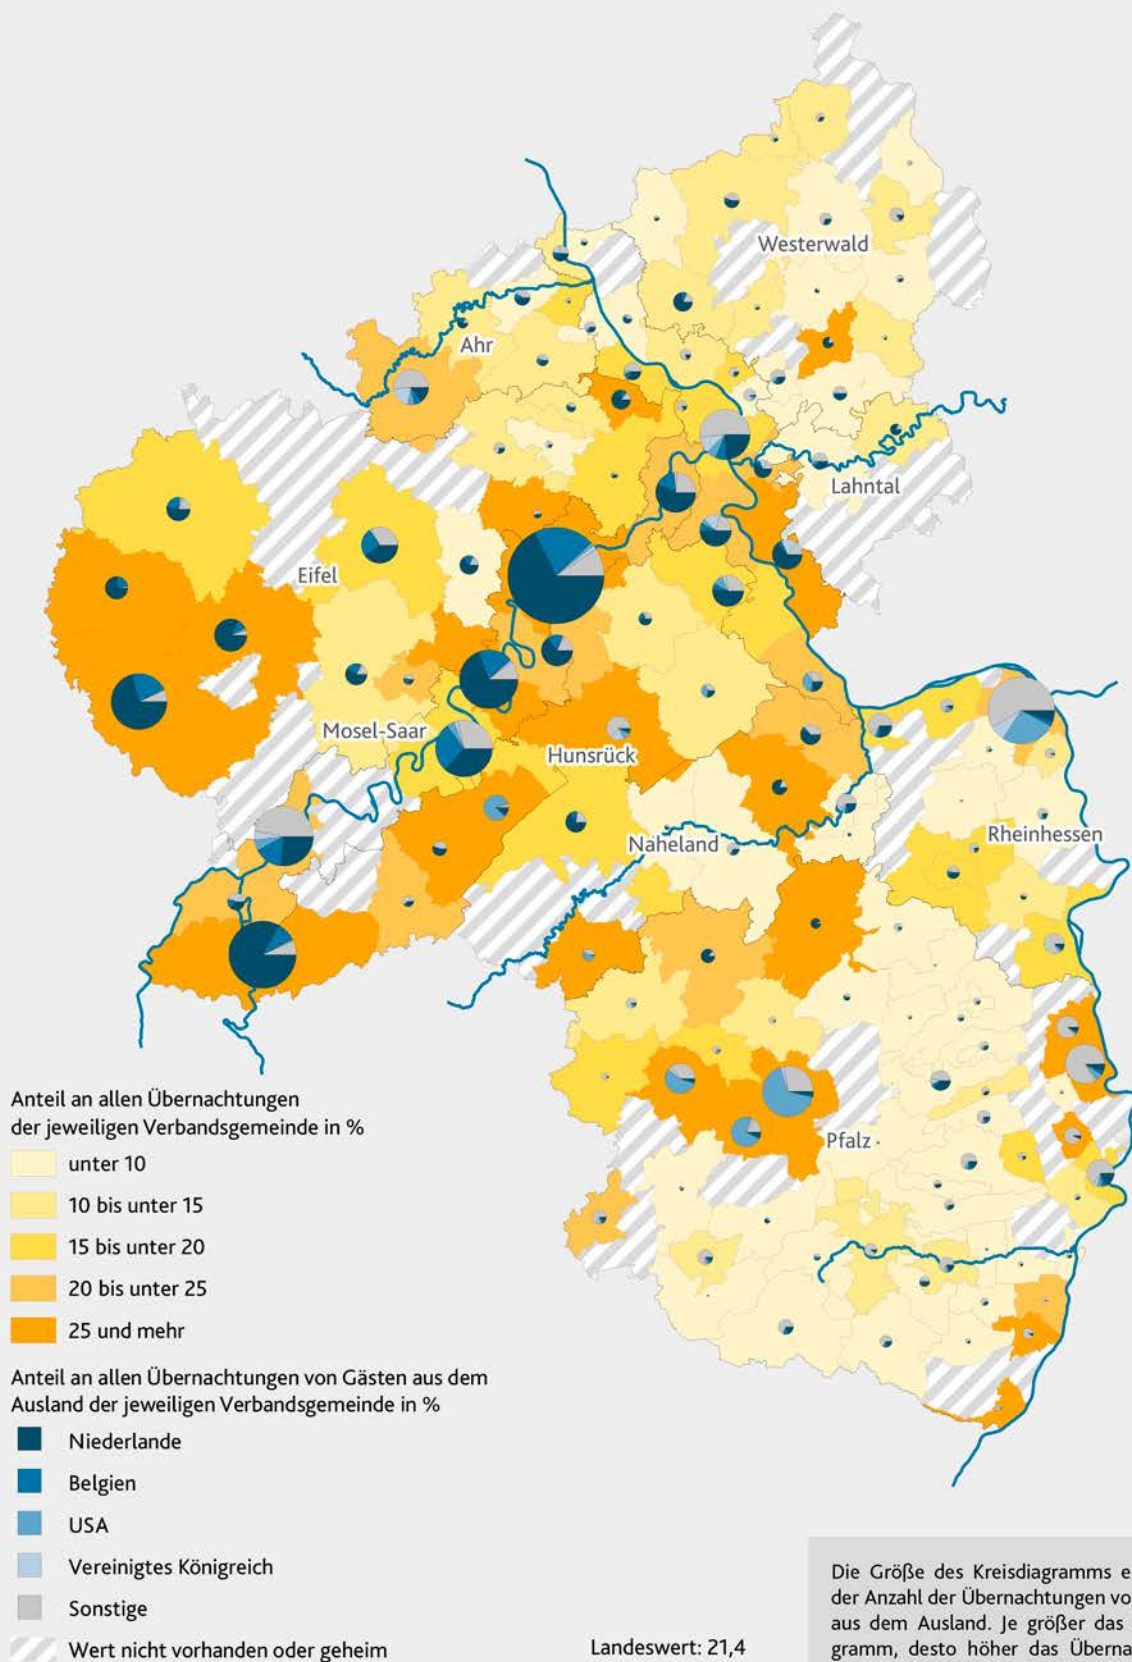 Westerwald
Ahr
Lahntal
Eifel
Mosel-Saar
Hunsrück
Naheland
Rheinhessen
Pfalz
Anteil an allen Übernachtungen
der jeweiligen Verbandsgemeinde in %
unter 10
10 bis unter 15
15 bis unter 20
20 bis unter 25
25 und mehr
Anteil an allen Übernachtungen von Gästen aus dem
Ausland der jeweiligen Verbandsgemeinde in %
Niederlande
Belgien
USA
Vereinigtes Königreich
Sonstige
Wert nicht vorhanden oder geheim
Landeswert: 21,4
Die Größe des Kreisdiagramms e
der Anzahl der Übernachtungen vo
aus dem Ausland. Je größer das
gramm, desto höher das Überna